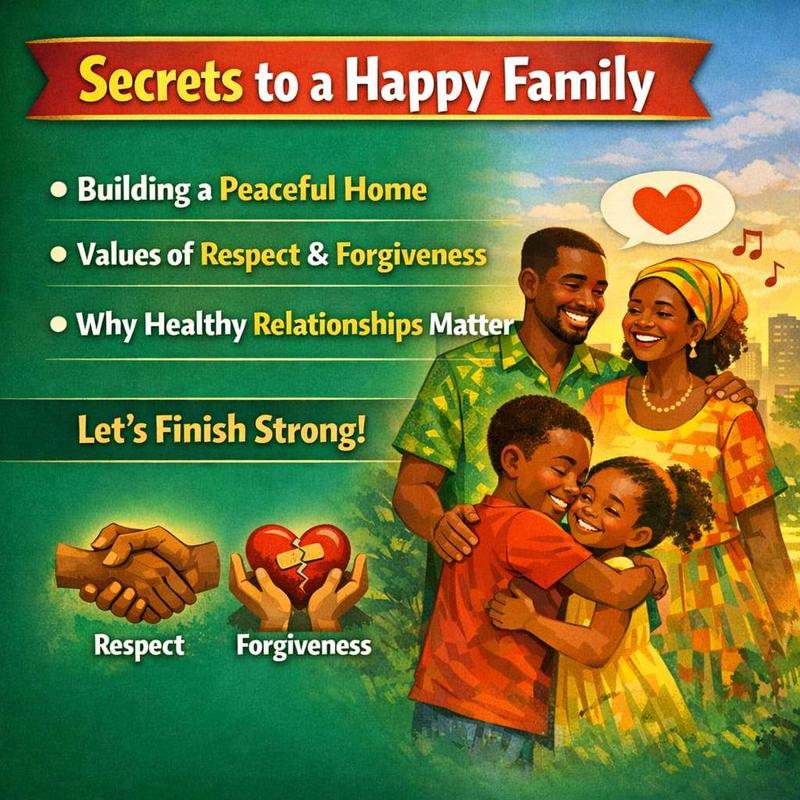 Secrets to a Happy Family
Building a Peaceful Home
Values of Respect & Forgiveness
Why Healthy Relationships Matter
Let's Finish Strong!
Respect
Forgiveness